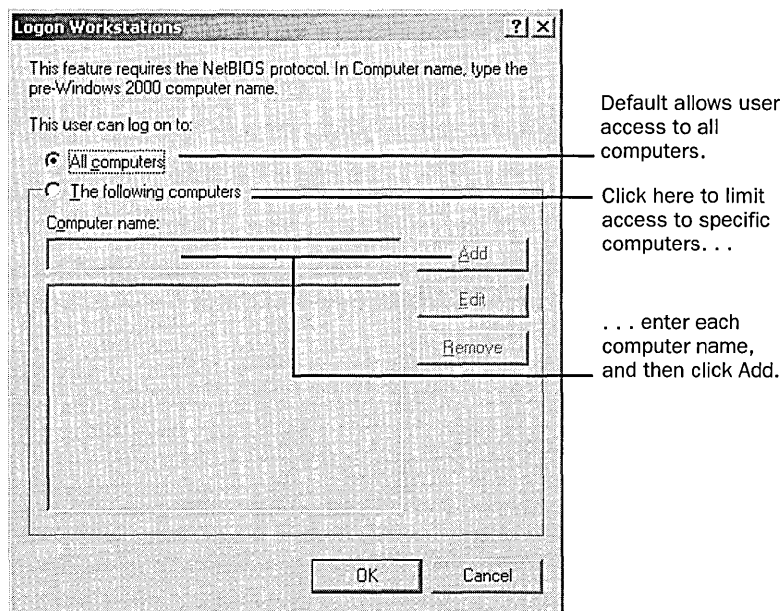 Logon Workstations
This feature requires the NetBIOS protocol. In Computer name, type the
pre-Windows 2000 computer name.
This user can log on to:
All computers
The following computers
Computer name:
Add
Edit
Remove
OK
Cancel
Default allows user
access to all
computers.
Click here to limit
access to specific
computers. . .
. . . enter each
computer name,
and then click Add.